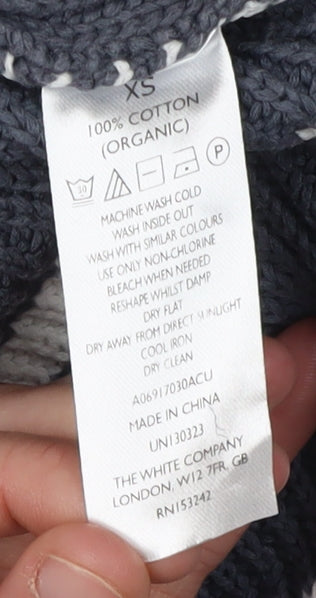 XS
100% COTTON
(ORGANIC)
30 P
MACHINE WASH COLD
WASH INSIDE OUT
WASH WITH SIMILAR COLOURS
USE ONLY NON-CHLORINE
BLEACH WHEN NEEDED
RESHAPE WHILST DAMP
DRY FLAT
DRY AWAY FROM DIRECT SUNLIGHT
COOL IRON
DRY CLEAN
A06917030ACU
MADE IN CHINA
UN130323
THE WHITE COMPANY
LONDON, W12 7FR, GB
RN153242